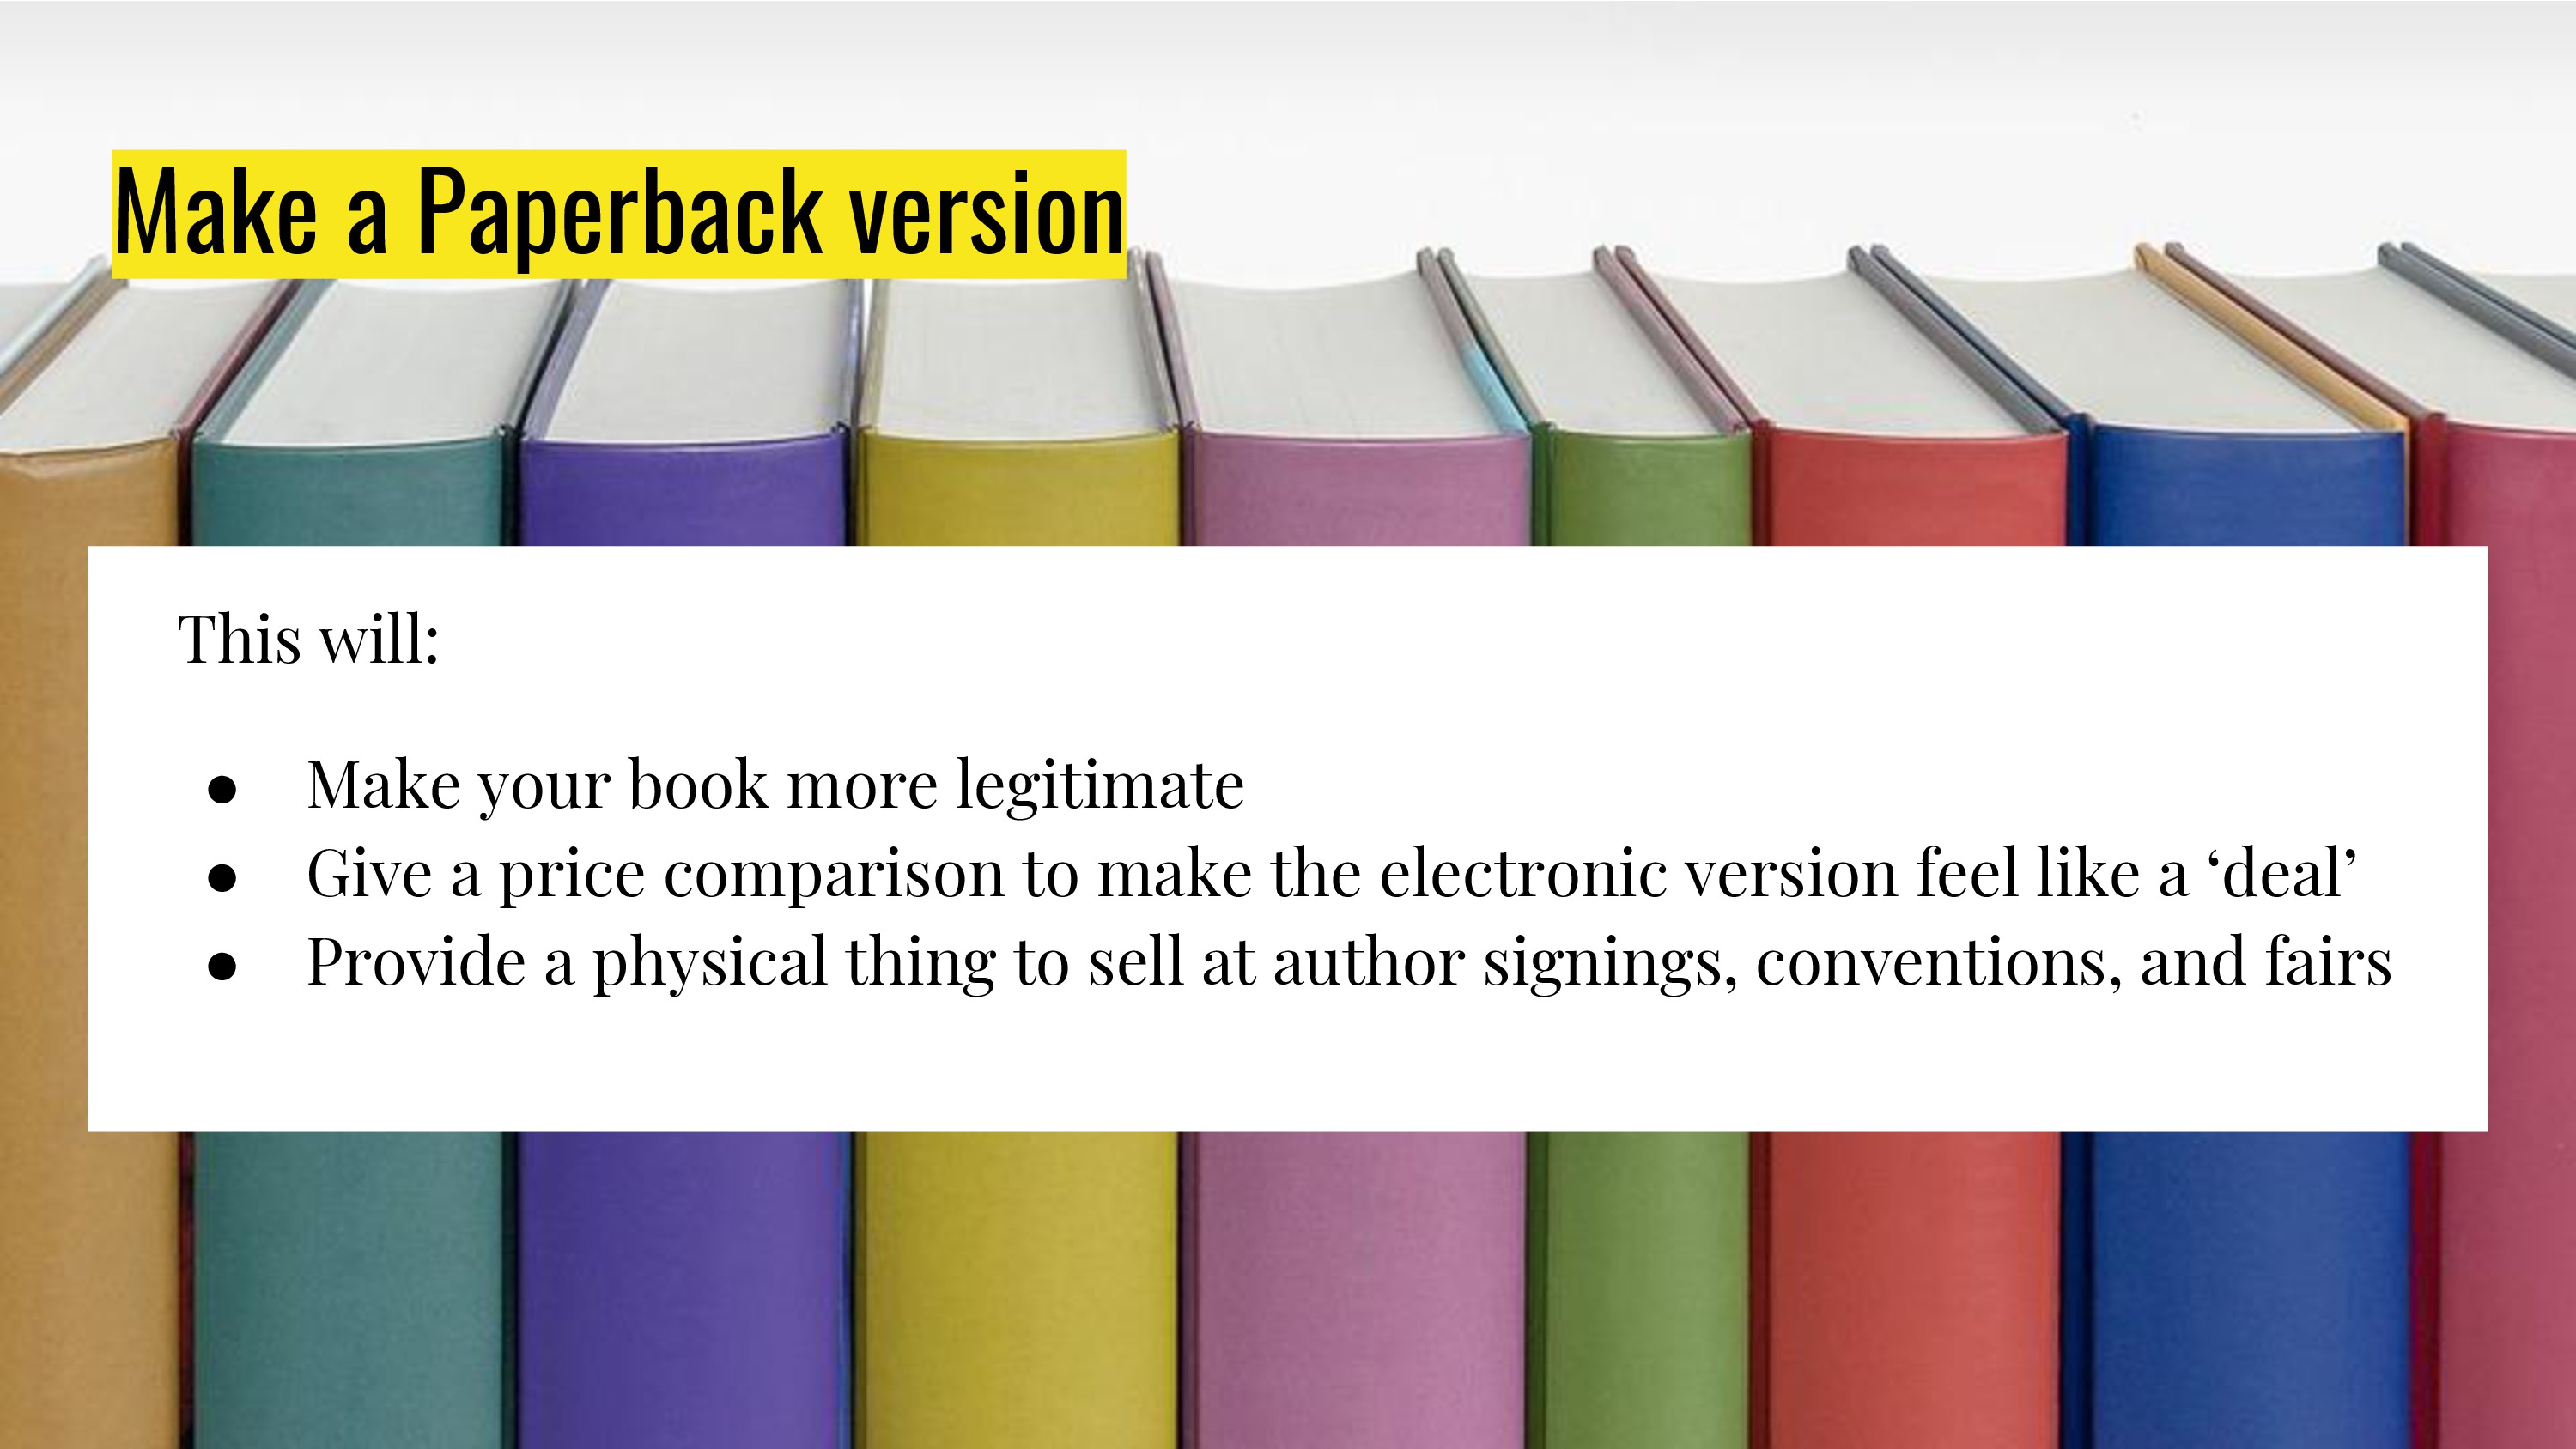 Make a Paperback version
This will:
● Make your book more legitimate
● Give a price comparison to make the electronic version feel like a ‘deal’
● Provide a physical thing to sell at author signings, conventions, and fairs